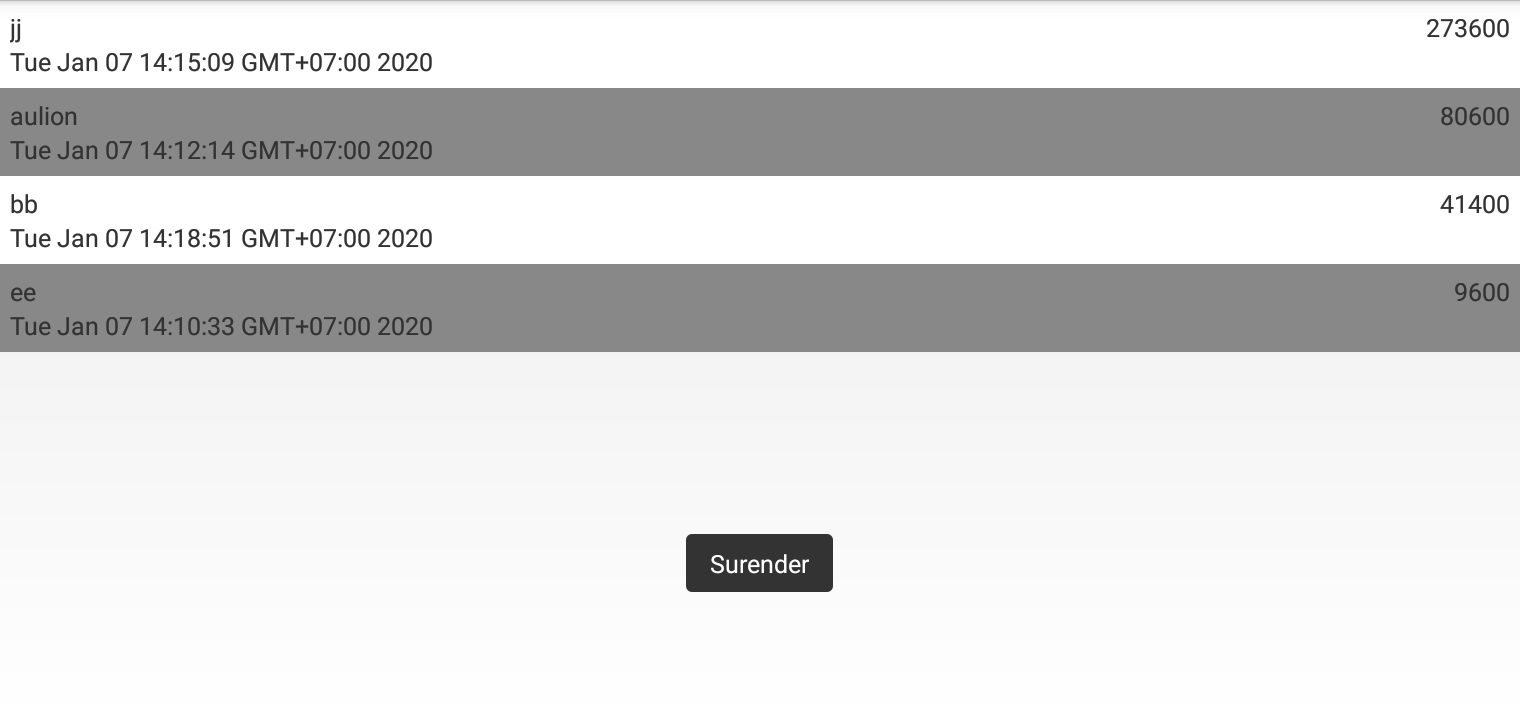 jj 273600
Tue Jan 07 14:15:09 GMT+07:00 2020
aulion 80600
Tue Jan 07 14:12:14 GMT+07:00 2020
bb 41400
Tue Jan 07 14:18:51 GMT+07:00 2020
ee 9600
Tue Jan 07 14:10:33 GMT+07:00 2020
Surender